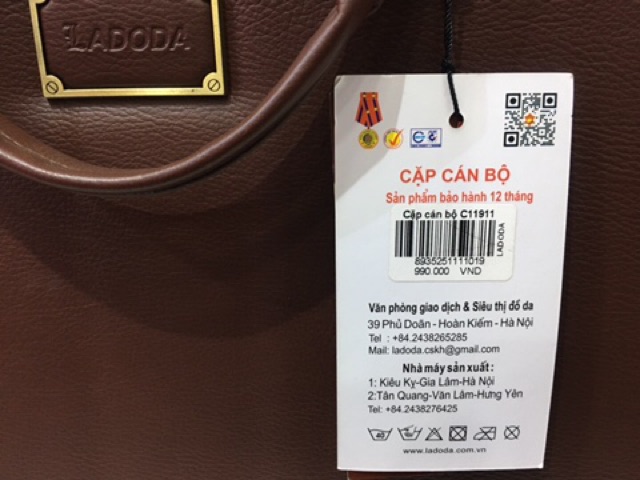 LADODA
CẶP CÁN BỘ
Sản phẩm bảo hành 12 tháng
Cặp cán bộ C11911
LADODA
8935251111019
990.000 VND
Văn phòng giao dịch & Siêu thị đồ da
39 Phủ Doãn - Hoàn Kiếm - Hà Nội
Tel : +84.2438265285
Mail: ladoda.cskh@gmail.com
Nhà máy sản xuất :
1: Kiêu Kỵ-Gia Lâm-Hà Nội
2:Tân Quang-Văn Lâm-Hưng Yên
Tel: +84.2438276425
40
www.ladoda.com.vn